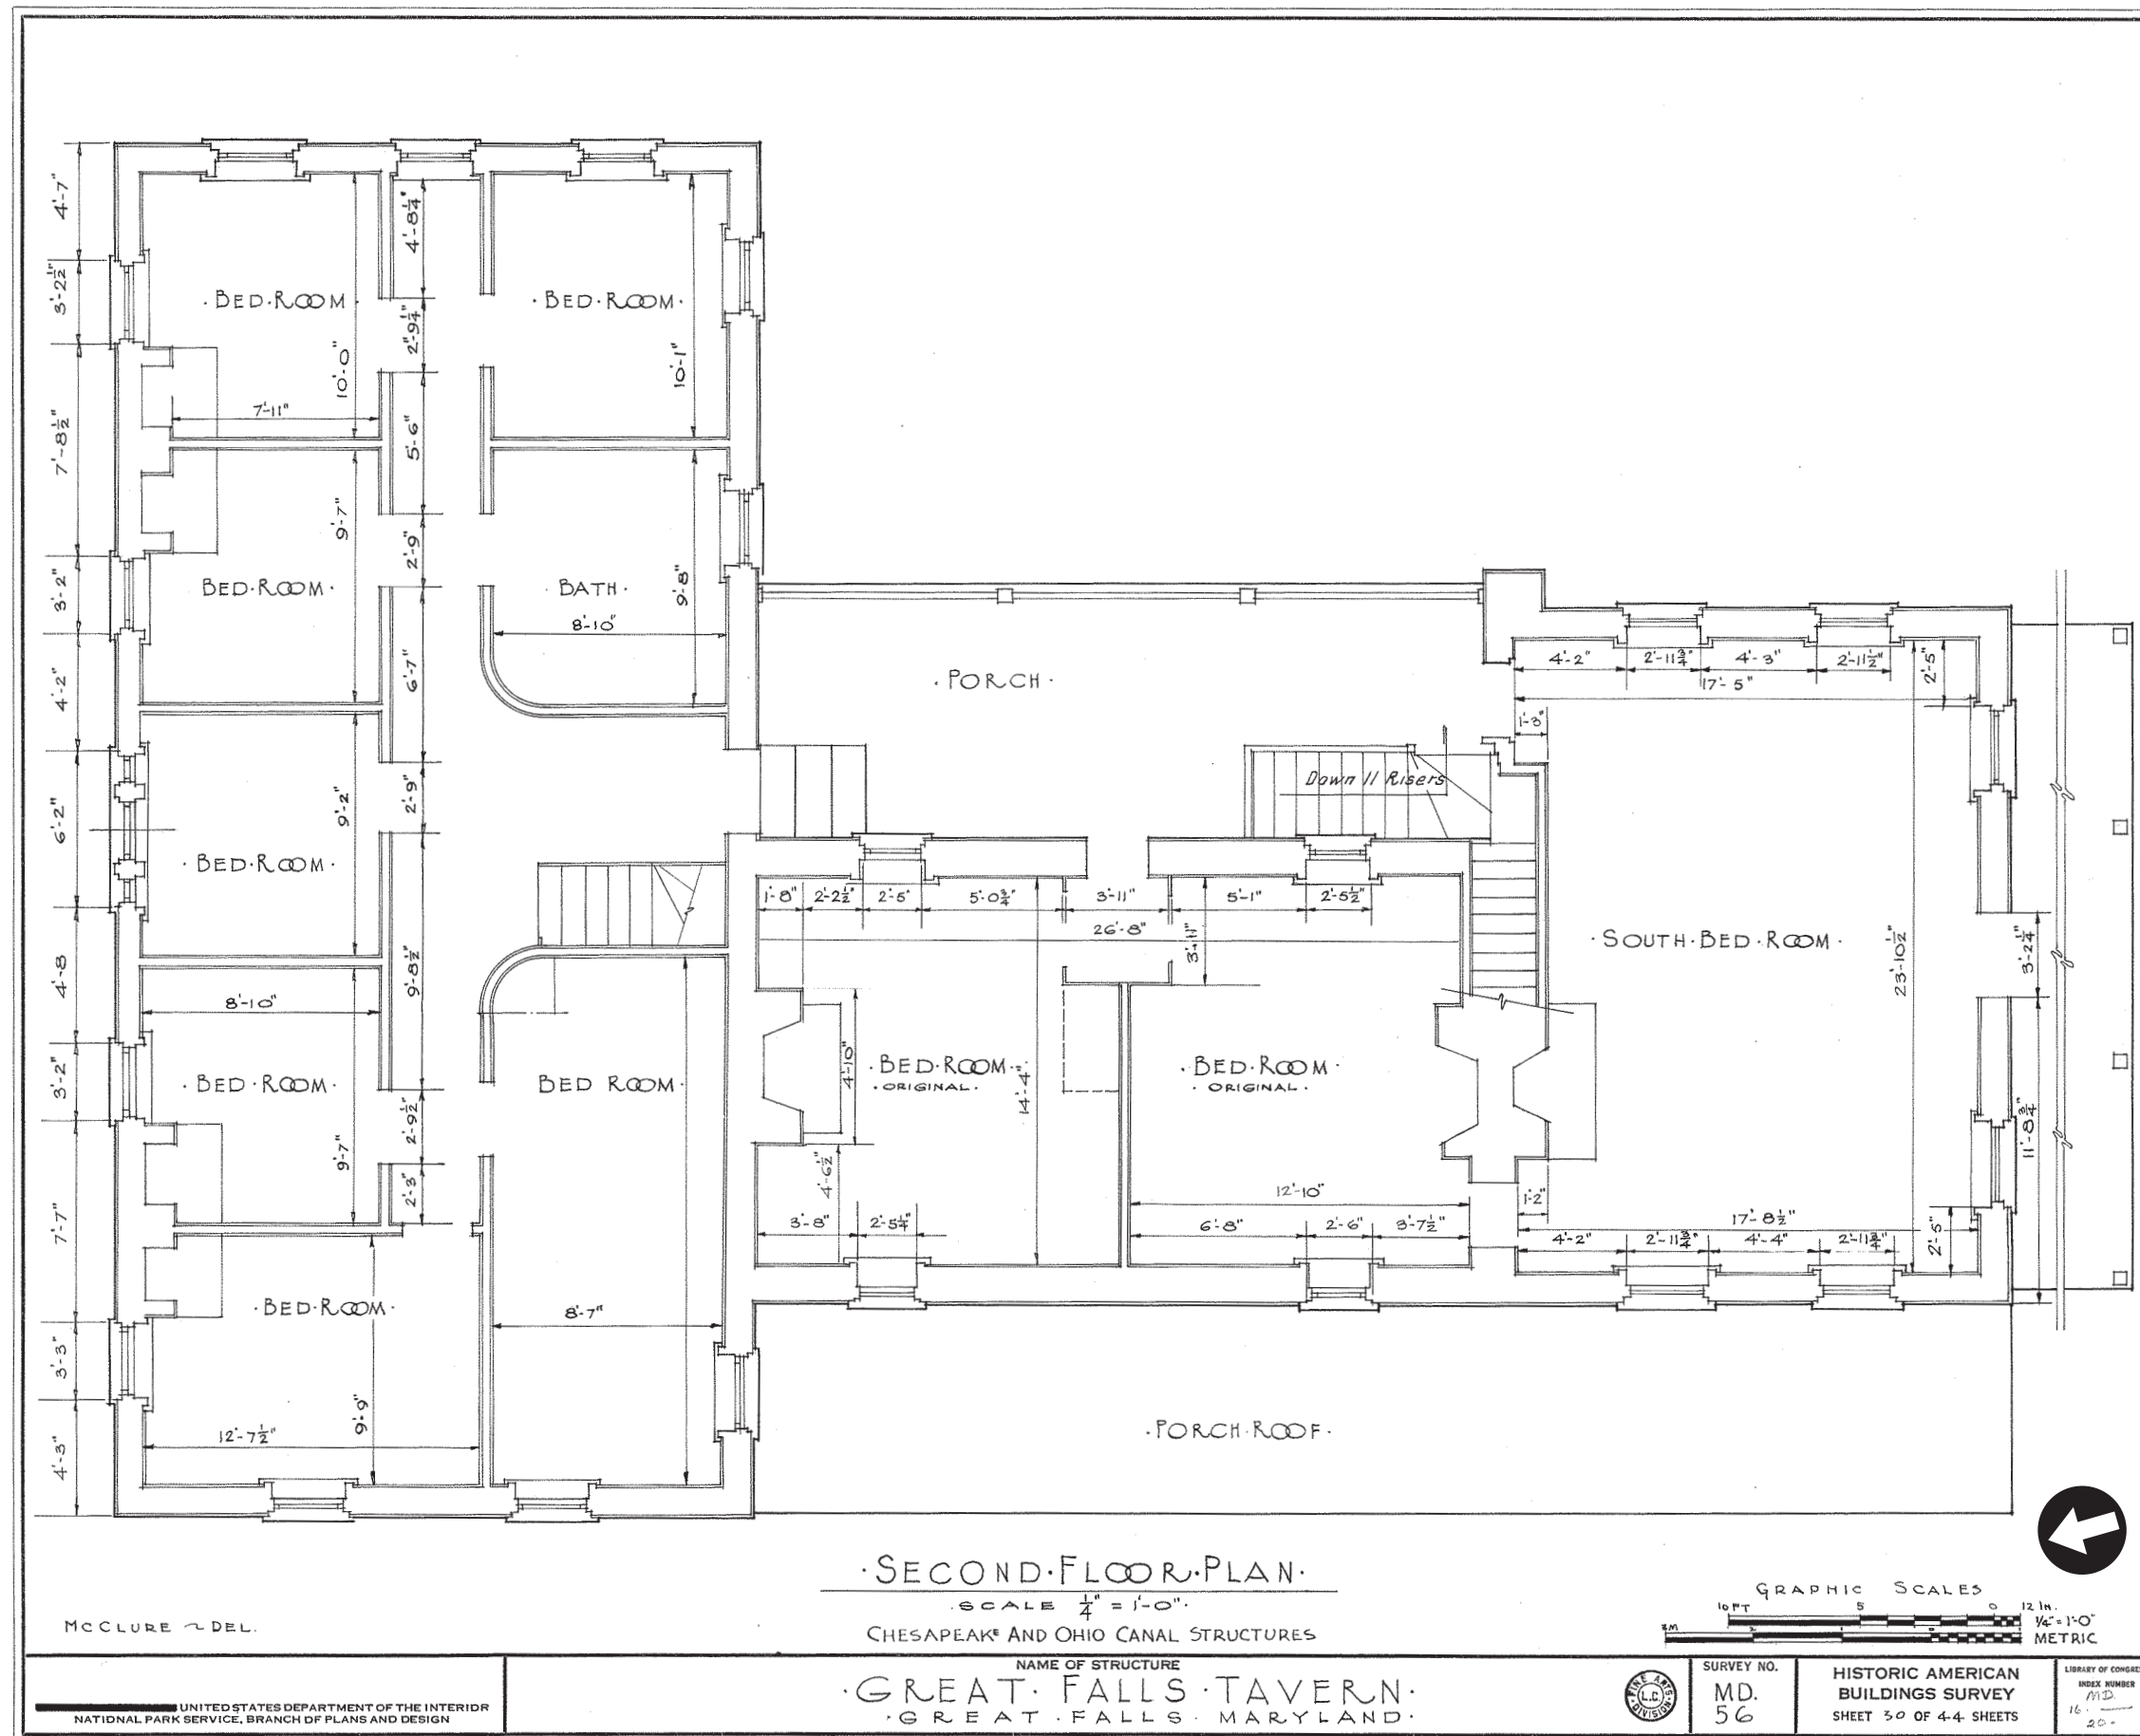 4'-7"
3'-2½"
7'-8½"
3'-2"
4'-2"
6'-2"
4'-8
3'-2"
7'-7"
3'-3"
4'-3"
·BED·ROOM·
10'-0"
7'-11"
4'-8¼"
2"-9¼"
5'-6"
2'-9"
6'-7"
2'-9"
9'-8½"
2'-9½"
2'-3"
·BED·ROOM·
10'-1"
BED·ROOM·
9'-7"
·BATH·
8'-10"
9'-8"
·BED·ROOM·
9'-2"
·BED·ROOM·
8'-10"
9'-7"
BED ROOM·
8'-7"
·BED·ROOM·
12'-7½"
9'-9"
·PORCH·
Down 11 Risers
1'-8"
2'-2½"
2'-5"
5'-0¾"
3'-11"
5'-1"
2'-5½"
26'-8"
3'-11"
·BED·ROOM·
·ORIGINAL·
4'-10"
14'-4"
4'-6½"
3'-8"
2'-5¼"
·BED·ROOM·
·ORIGINAL·
12'-10"
6'-8"
2'-6"
3'-7½"
4'-2"
2'-11¾"
4'-3"
2'-11½"
17'-5"
2'-5"
1'-3"
·SOUTH·BED·ROOM·
23'-10½"
3'-2¼"
11'-8¾"
1'-2"
17'-8½"
4'-2"
2'-11¾"
4'-4"
2'-11¾"
2'-5"
·PORCH·ROOF·
·SECOND·FLOOR·PLAN·
·SCALE ¼" = 1'-0"·
CHESAPEAKE AND OHIO CANAL STRUCTURES
MCCLURE ~ DEL.
GRAPHIC SCALES
10 FT 5 0 12 IN.
¼"=1'-0"
METRIC
UNITED STATES DEPARTMENT OF THE INTERIOR
NATIONAL PARK SERVICE, BRANCH OF PLANS AND DESIGN
NAME OF STRUCTURE
·GREAT·FALLS·TAVERN·
·GREAT·FALLS·MARYLAND·
FINE ARTS DIVISION
L.C.
SURVEY NO.
MD.
56
HISTORIC AMERICAN
BUILDINGS SURVEY
SHEET 30 OF 44 SHEETS
LIBRARY OF CONGRE
INDEX NUMBER
MD.
16.
20-